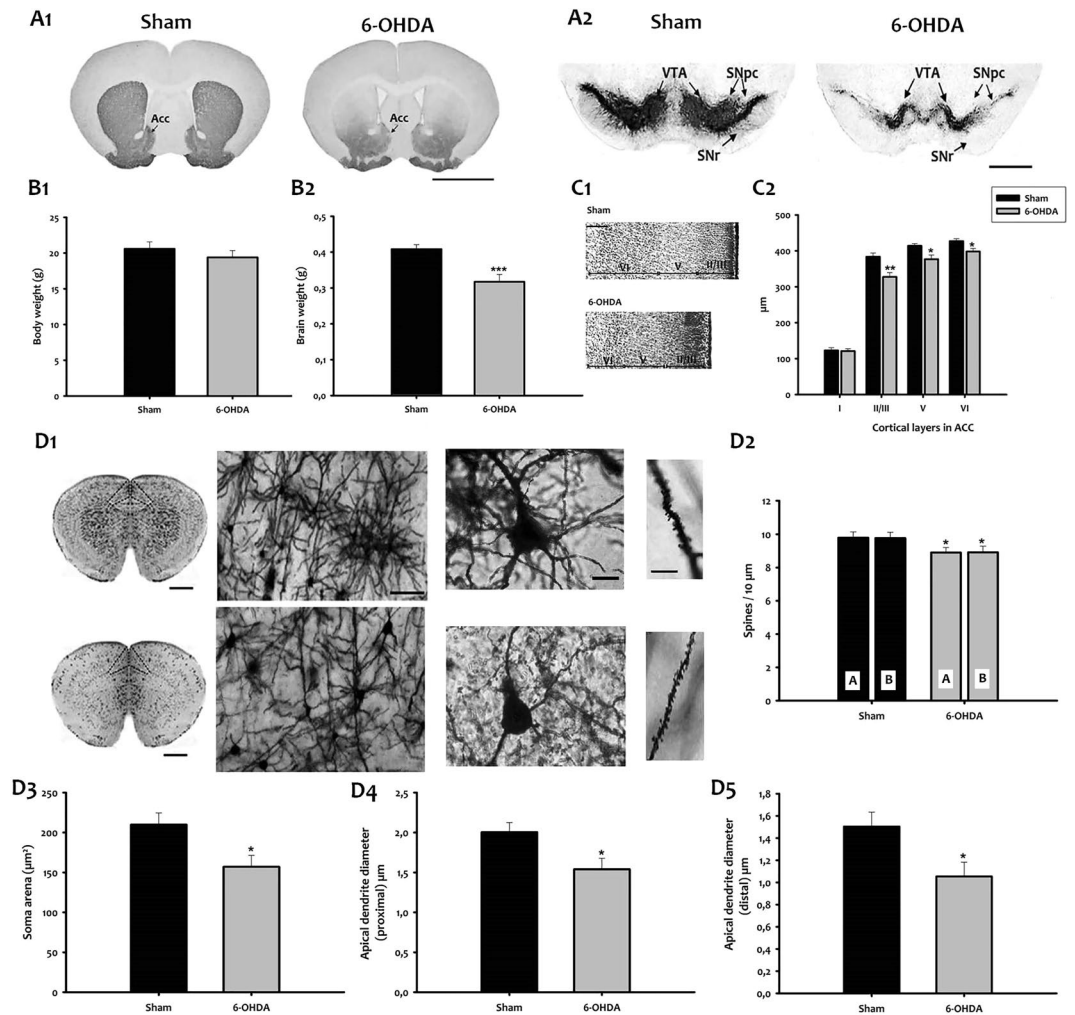 A1
Sham
6-OHDA
Acc
Acc
A2
Sham
6-OHDA
VTA
SNpc
SNr
VTA
SNpc
SNr
B1
Body weight (g)
25
20
15
10
5
0
Sham
6-OHDA
B2
Brain weight (g)
0,5
0,4
0,3
0,2
0,1
0,0
***
Sham
6-OHDA
C1
Sham
VI
V
II/III
6-OHDA
VI
V
II/III
C2
Sham
6-OHDA
µm
500
400
300
200
100
0
**
*
*
I
II/III
V
VI
Cortical layers in ACC
D1
D2
Spines / 10 µm
12
10
8
6
4
2
0
*
*
A
B
A
B
Sham
6-OHDA
D3
Soma arena (µm²)
250
200
150
100
50
0
*
Sham
6-OHDA
D4
Apical dendrite diameter
(proximal) µm
2,5
2,0
1,5
1,0
0,5
0,0
*
Sham
6-OHDA
D5
Apical dendrite diameter
(distal) µm
1,8
1,6
1,4
1,2
1,0
0,8
0,6
0,4
0,2
0,0
*
Sham
6-OHDA